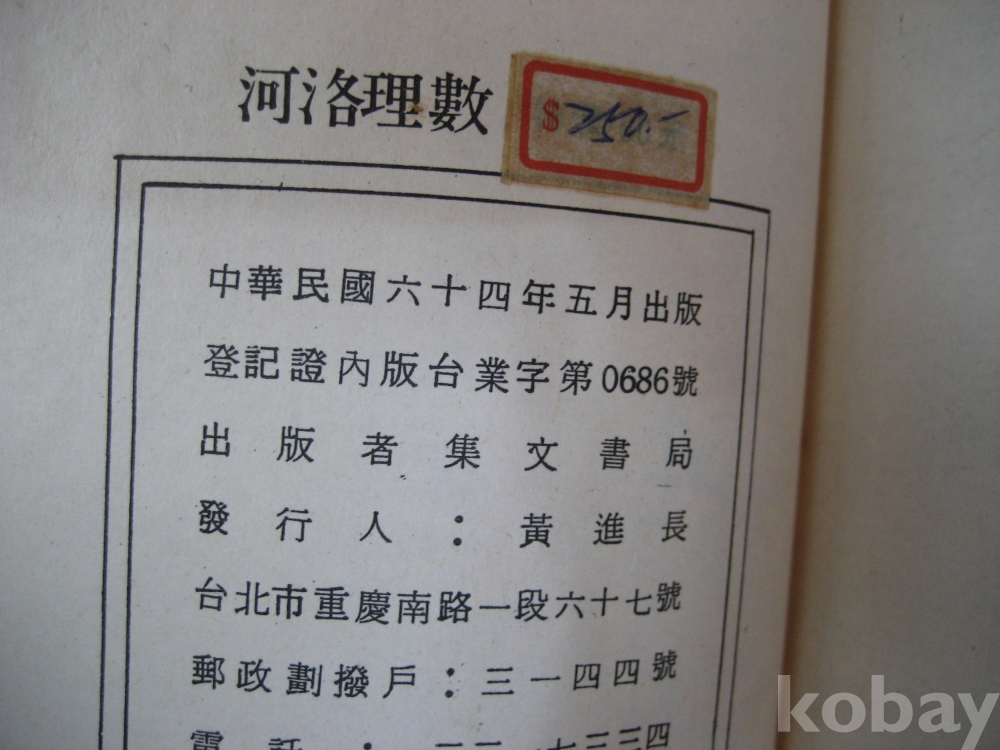 河洛理數
$250.-
中華民國六十四年五月出版
登記證內版台業字第0686號
出版者集文書局
發行人：黃進長
台北市重慶南路一段六十七號
郵政劃撥戶：三一四四號
kobay